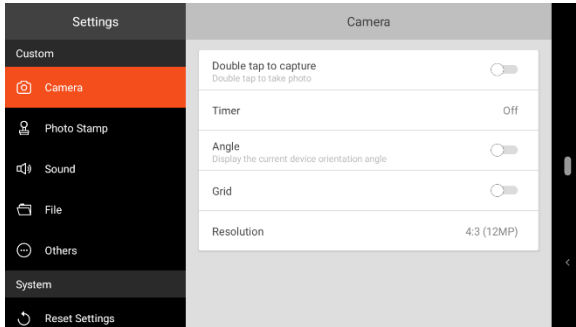 Settings
Custom
Camera
Photo Stamp
Sound
File
Others
System
Reset Settings
Camera
Double tap to capture
Double tap to take photo
Timer
Off
Angle
Display the current device orientation angle
Grid
Resolution
4:3 (12MP)